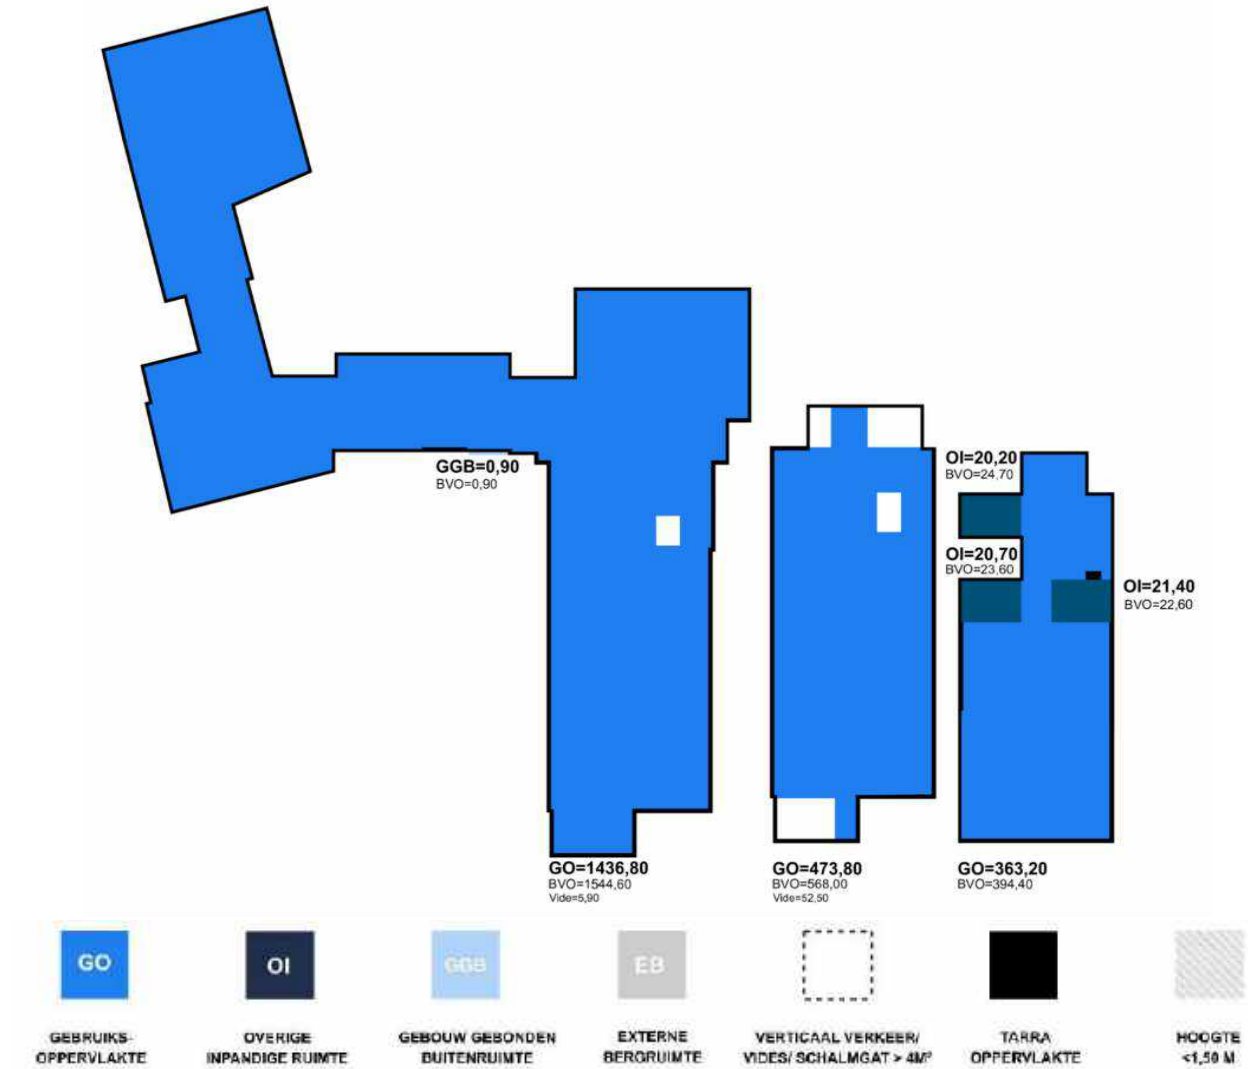 GGB=0,90
BVO=0,90
OI=20,20
BVO=24,70
OI=20,70
BVO=23,60
OI=21,40
BVO=22,60
GO=1436,80
BVO=1544,60
Vide=5,90
GO=473,80
BVO=568,00
Vide=52,50
GO=363,20
BVO=394,40
GO
OI
GGB
EB
GEBRUIKS-
OPPERVLAKTE
OVERIGE
INPANDIGE RUIMTE
GEBOUW GEBONDEN
BUITENRUIMTE
EXTERNE
BERGRUIMTE
VERTICAAL VERKEER/
VIDES/ SCHALMGAT > 4M²
TARRA
OPPERVLAKTE
HOOGTE
<1,50 M